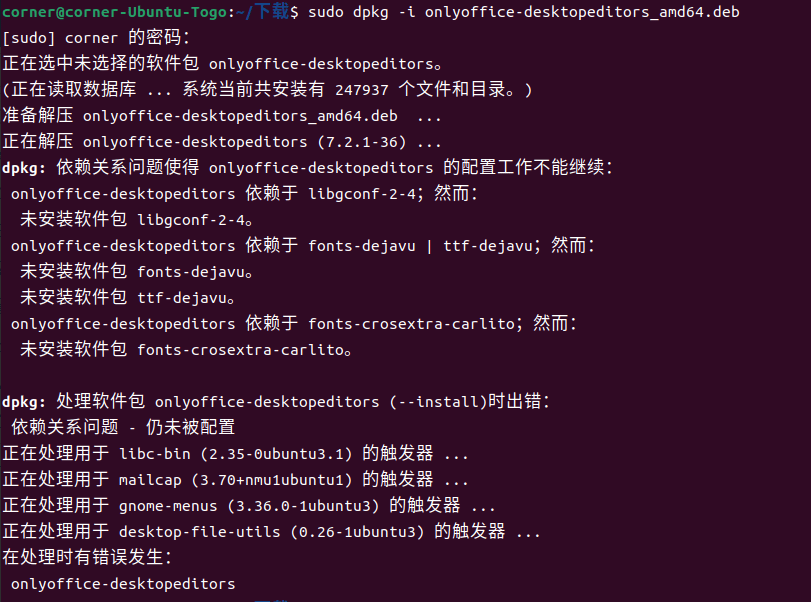 corner@corner-Ubuntu-Togo:~/下载$ sudo dpkg -i onlyoffice-desktopeditors_amd64.deb
[sudo] corner 的密码：
正在选中未选择的软件包 onlyoffice-desktopeditors。
(正在读取数据库 ... 系统当前共安装有 247937 个文件和目录。)
准备解压 onlyoffice-desktopeditors_amd64.deb  ...
正在解压 onlyoffice-desktopeditors (7.2.1-36) ...
dpkg: 依赖关系问题使得 onlyoffice-desktopeditors 的配置工作不能继续：
 onlyoffice-desktopeditors 依赖于 libgconf-2-4；然而：
  未安装软件包 libgconf-2-4。
 onlyoffice-desktopeditors 依赖于 fonts-dejavu | ttf-dejavu；然而：
  未安装软件包 fonts-dejavu。
  未安装软件包 ttf-dejavu。
 onlyoffice-desktopeditors 依赖于 fonts-crosextra-carlito；然而：
  未安装软件包 fonts-crosextra-carlito。
dpkg: 处理软件包 onlyoffice-desktopeditors (--install)时出错：
 依赖关系问题 - 仍未被配置
正在处理用于 libc-bin (2.35-0ubuntu3.1) 的触发器 ...
正在处理用于 mailcap (3.70+nmu1ubuntu1) 的触发器 ...
正在处理用于 gnome-menus (3.36.0-1ubuntu3) 的触发器 ...
正在处理用于 desktop-file-utils (0.26-1ubuntu3) 的触发器 ...
在处理时有错误发生：
 onlyoffice-desktopeditors